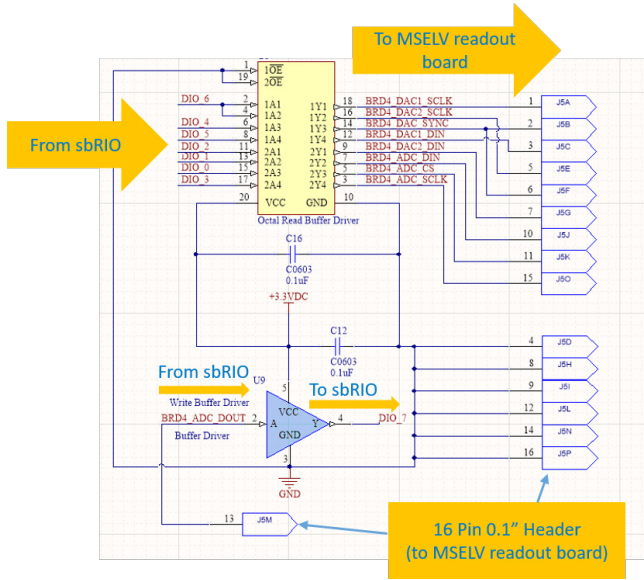 To MSELV readout
board
From sbRIO
1 1OE
19 2OE
DIO_6 2 1A1 1Y1 18 BRD4_DAC1_SCLK 1 J5A
4 1A2 1Y2 16 BRD4_DAC2_SCLK
DIO_4 6 1A3 1Y3 14 BRD4_DAC_SYNC 2 J5B
DIO_5 8 1A4 1Y4 12 BRD4_DAC1_DIN 3 J5C
DIO_2 11 2A1 2Y1 9 BRD4_DAC2_DIN
DIO_1 13 2A2 2Y2 7 BRD4_ADC_DIN 5 J5E
DIO_0 15 2A3 2Y3 5 BRD4_ADC_CS
DIO_3 17 2A4 2Y4 3 BRD4_ADC_SCLK 6 J5F
20 VCC GND 10
7 J5G
Octal Read Buffer Driver
10 J5J
11 J5K
15 J5O
C16
C0603
0.1uF
+3.3VDC
C12
C0603
0.1uF
4 J5D
8 J5H
9 J5I
12 J5L
14 J5N
16 J5P
From sbRIO
To sbRIO
U9
5
Write Buffer Driver
VCC
BRD4_ADC_DOUT 2 A Y 4 DIO_7
GND
Buffer Driver
3
GND
13 J5M
16 Pin 0.1” Header
(to MSELV readout board)